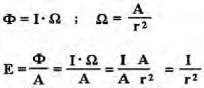 Φ = I · Ω ; Ω = A / r²
E = Φ / A = I · Ω / A = I A / A r² = I / r²